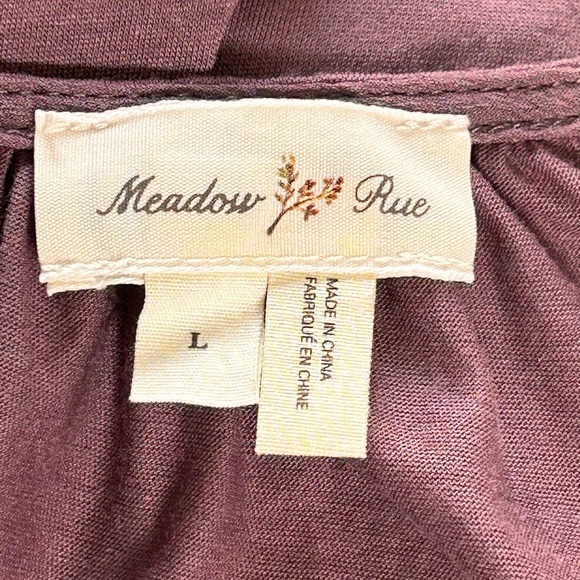 Meadow Rue
L
MADE IN CHINA
FABRIQUÉ EN CHINE